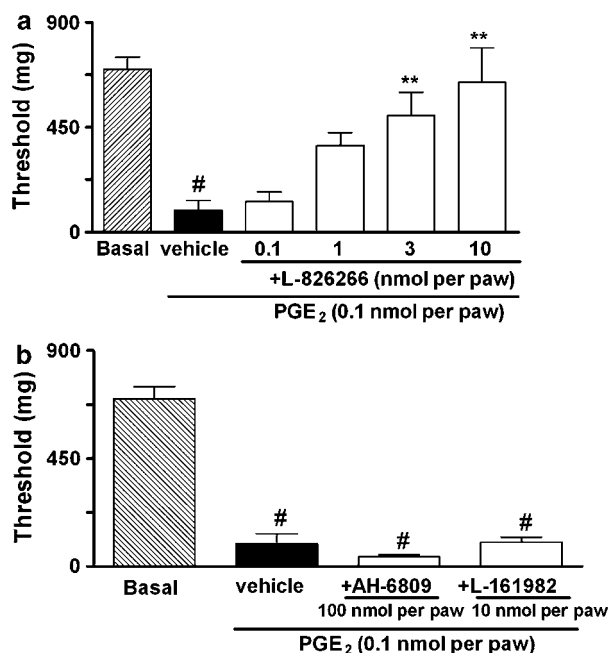 a
900
450
Threshold (mg)
#
**
**
Basal
vehicle
0.1
1
3
10
+L-826266 (nmol per paw)
PGE2 (0.1 nmol per paw)
b
900
450
0
Threshold (mg)
#
#
#
Basal
vehicle
+AH-6809
+L-161982
100 nmol per paw
10 nmol per paw
PGE2 (0.1 nmol per paw)